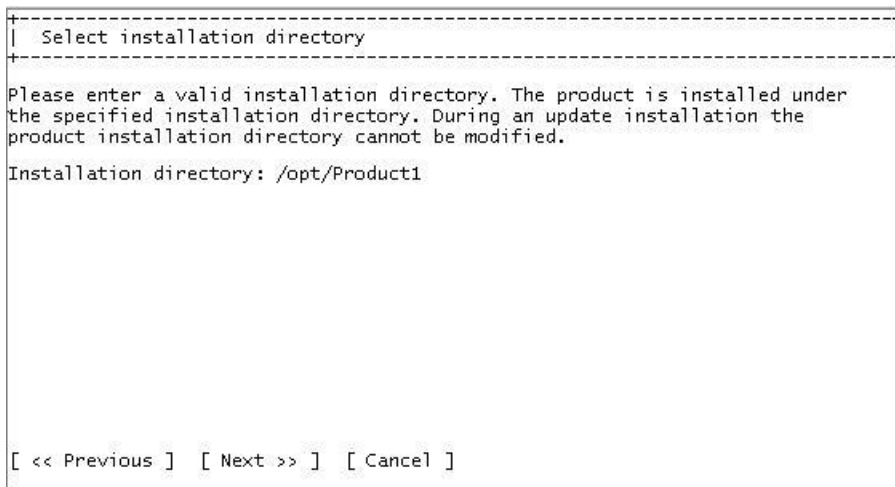 Select installation directory
Please enter a valid installation directory. The product is installed under
the specified installation directory. During an update installation the
product installation directory cannot be modified.
Installation directory: /opt/Product1
[ << Previous ]  [ Next >> ]  [ Cancel ]